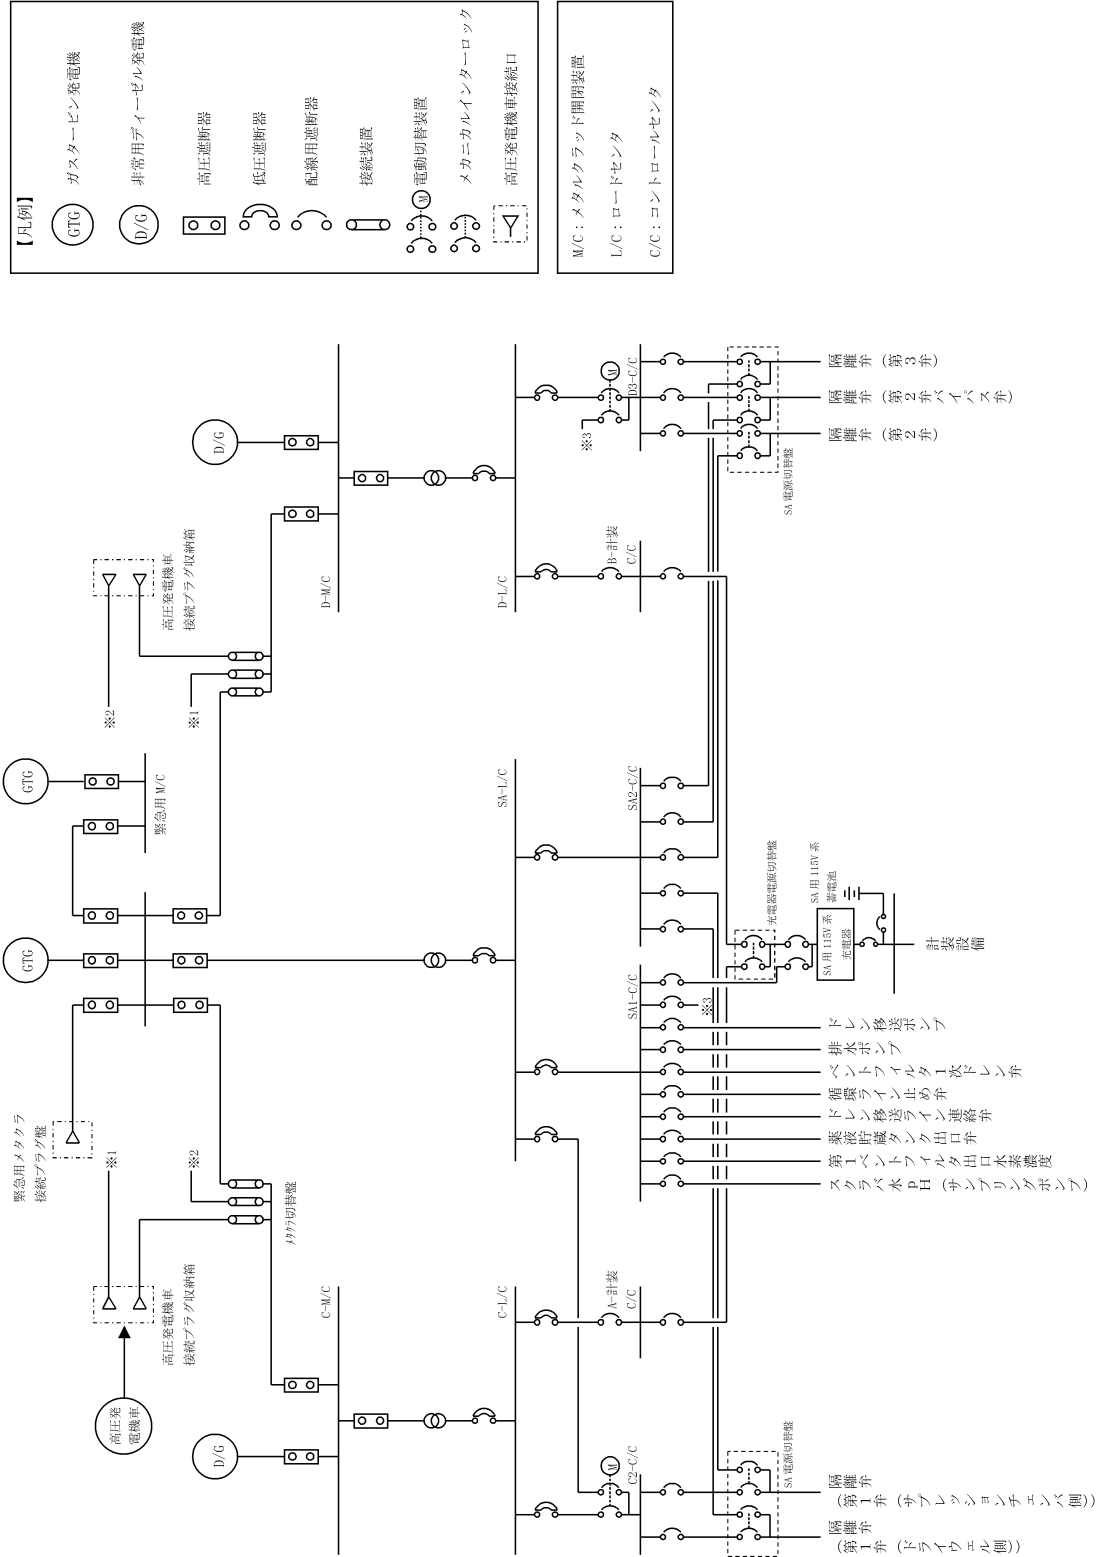 【凡例】
GTG ガスタービン発電機
D/G 非常用ディーゼル発電機
高圧遮断器
低圧遮断器
配線用遮断器
接続装置
M 電動切替装置
メカニカルインターロック
高圧発電機車接続口
M/C：メタルクラッド開閉装置
L/C：ロードセンタ
C/C：コントロールセンタ
高圧発
電機車
高圧発電機車
接続プラグ収納箱
※1
※2
緊急用メタクラ
接続プラグ盤
GTG
GTG
緊急用 M/C
※2
※1
高圧発電機車
接続プラグ収納箱
メタクラ切替盤
D/G
D/G
C-M/C
D-M/C
C-L/C
SA-L/C
D-L/C
M
C2-C/C
A-計装
C/C
SA1-C/C
※3
SA2-C/C
B-計装
C/C
※3
M
D3-C/C
SA 電源切替盤
SA 電源切替盤
充電器電源切替盤
SA 用 115V 系
充電器
SA 用 115V 系
蓄電池
計装設備
隔離弁
（第1弁（ドライウェル側））
隔離弁
（第1弁（サプレッションチェンバ側））
スクラバ水pH（サンプリングポンプ）
第1ベントフィルタ出口水素濃度
薬液貯蔵タンク出口弁
ドレン移送ライン連絡弁
循環ライン止め弁
ベントフィルタ1次ドレン弁
排水ポンプ
ドレン移送ポンプ
隔離弁（第2弁）
隔離弁（第2弁バイパス弁）
隔離弁（第3弁）